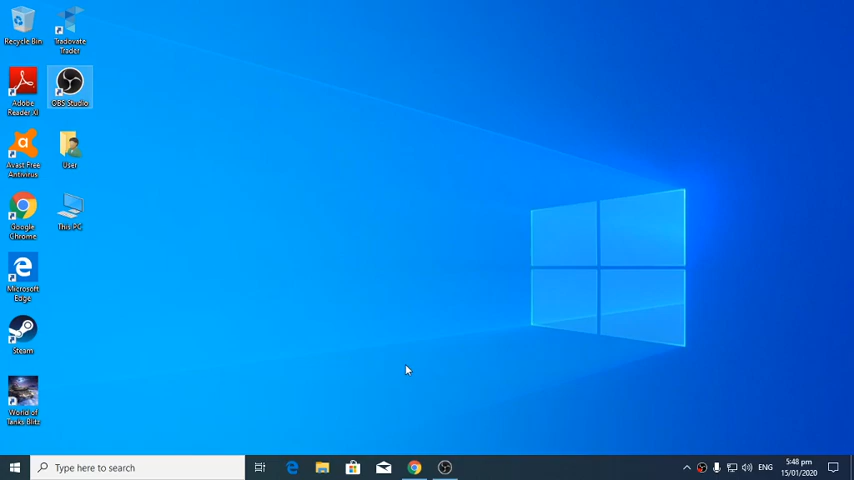 Recycle Bin
Tradovate
Trader
Adobe
Reader XI
OBS Studio
Avast Free
Antivirus
User
Google
Chrome
This PC
Microsoft
Edge
Steam
World of
Tanks Blitz
Type here to search
ENG
5:48 pm
15/01/2020